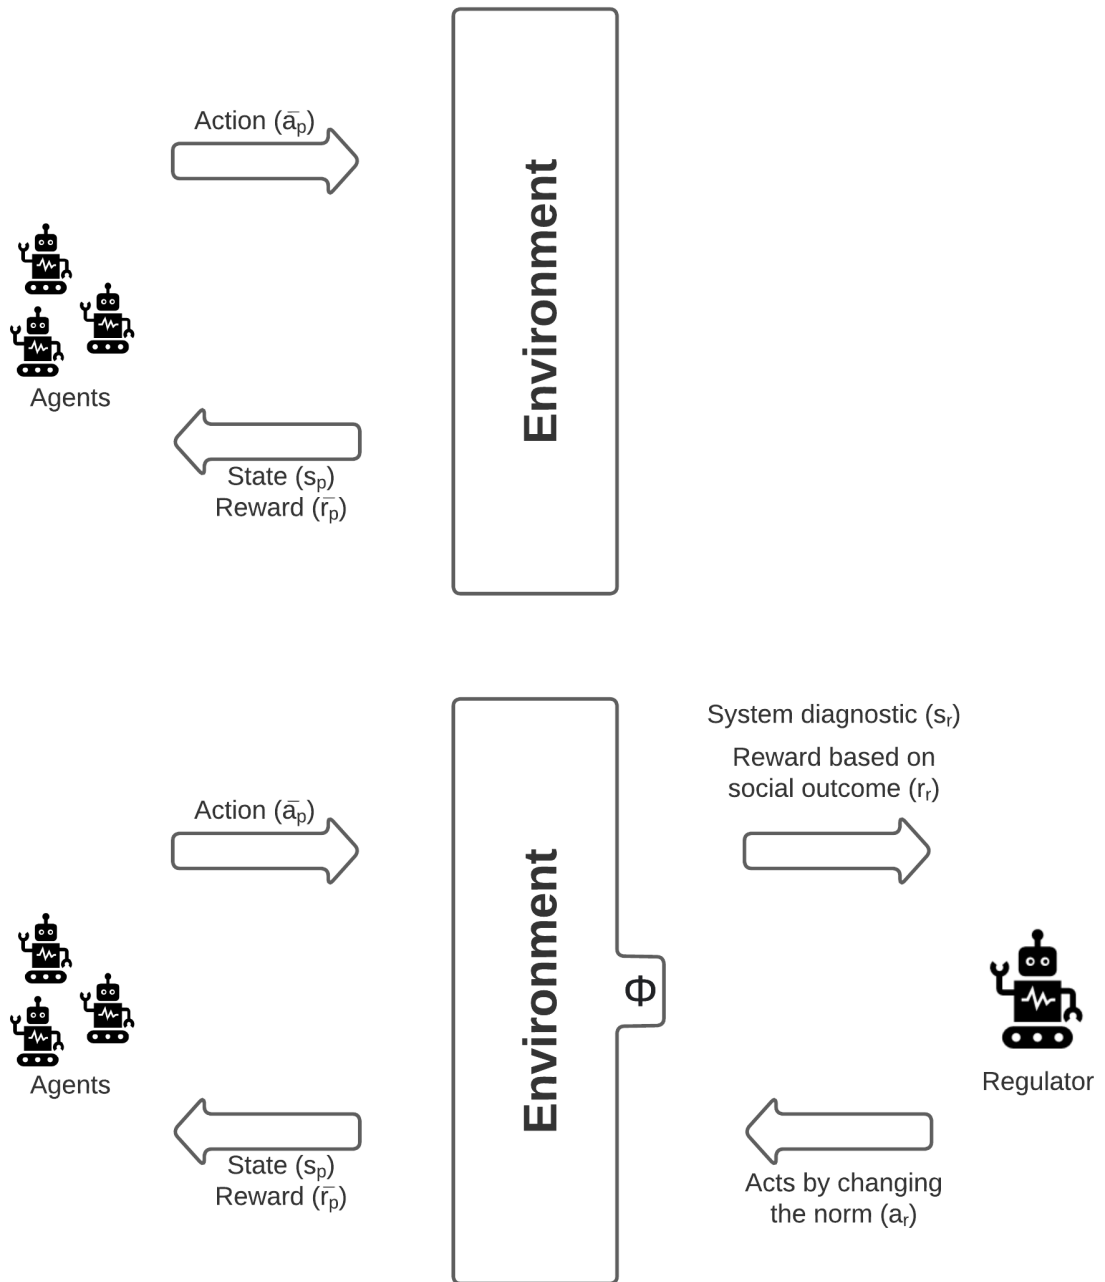 Action (a̅ₚ)
Environment
Agents
State (sₚ)
Reward (r̅ₚ)
System diagnostic (sᵣ)
Reward based on
social outcome (rᵣ)
Action (a̅ₚ)
Environment
Φ
Agents
Regulator
State (sₚ)
Reward (r̅ₚ)
Acts by changing
the norm (aᵣ)